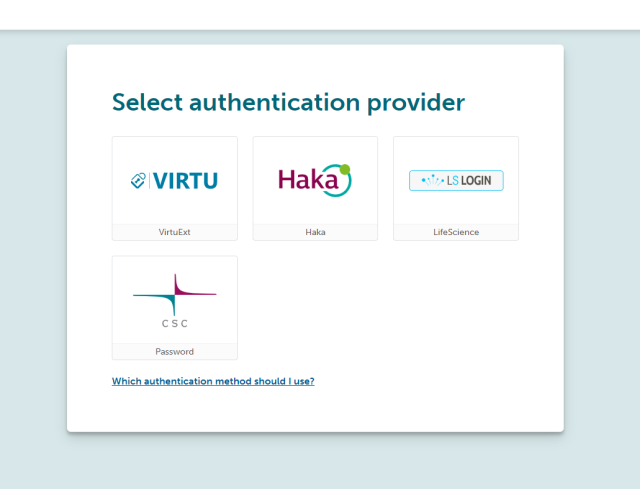 Select authentication provider
VIRTU
Haka
LS LOGIN
VirtuExt
Haka
LifeScience
CSC
Password
Which authentication method should I use?